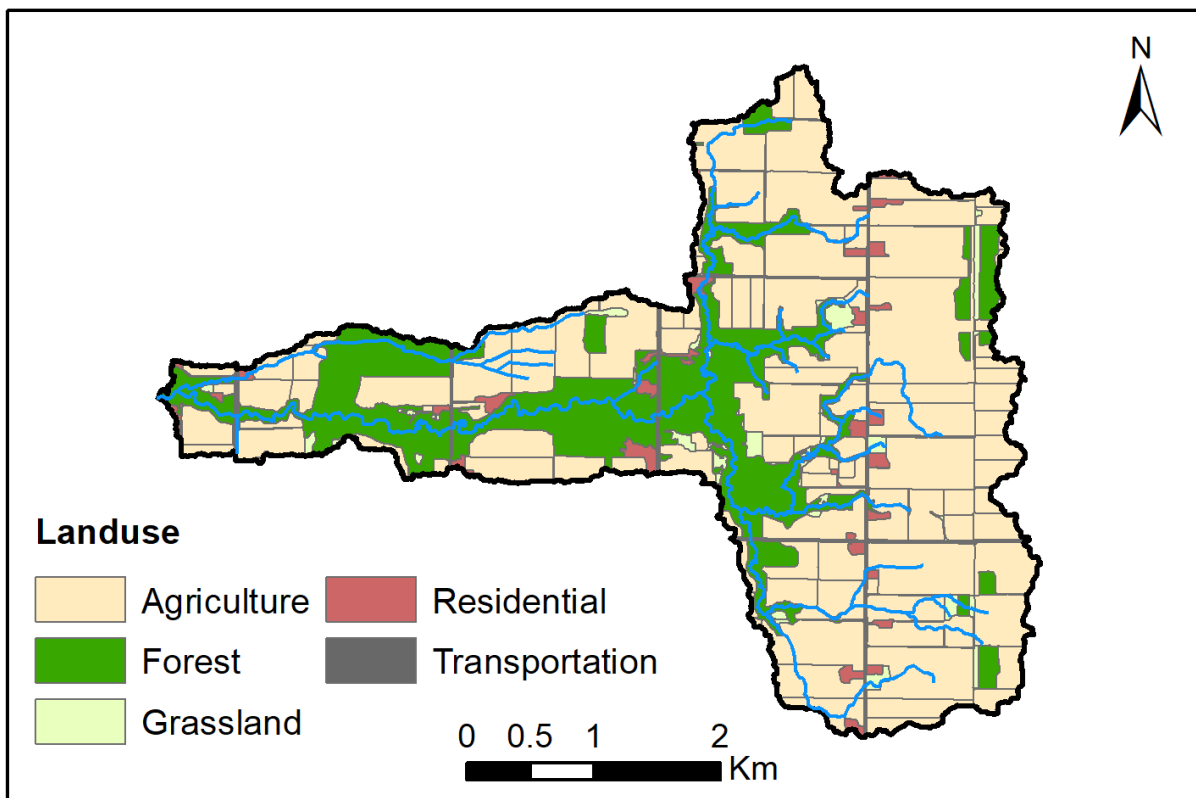 N
Landuse
Agriculture
Residential
Forest
Transportation
Grassland
0 0.5 1 2
Km